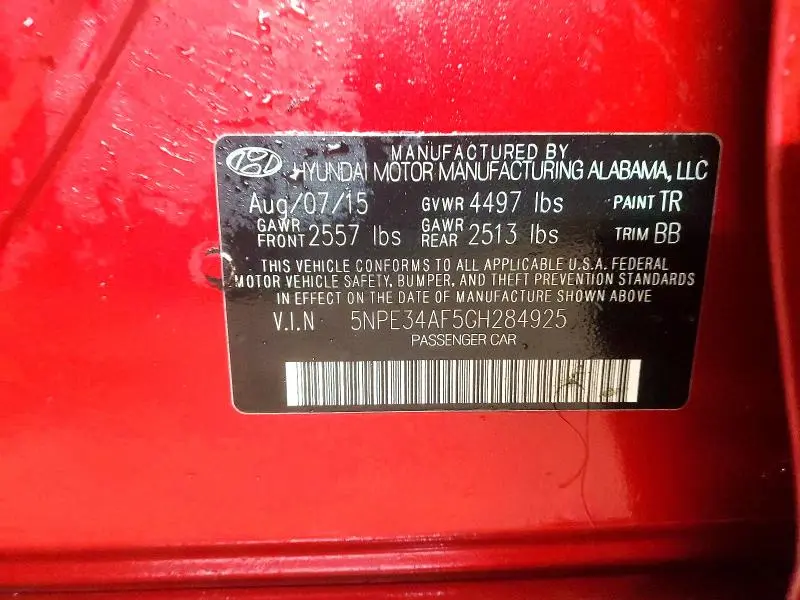 MANUFACTURED BY
HYUNDAI MOTOR MANUFACTURING ALABAMA, LLC
Aug/07/15 GVWR 4497 lbs PAINT TR
GAWR FRONT 2557 lbs GAWR REAR 2513 lbs TRIM BB
THIS VEHICLE CONFORMS TO ALL APPLICABLE U.S.A. FEDERAL
MOTOR VEHICLE SAFETY, BUMPER, AND THEFT PREVENTION STANDARDS
IN EFFECT ON THE DATE OF MANUFACTURE SHOWN ABOVE
V.I.N 5NPE34AF5GH284925
PASSENGER CAR